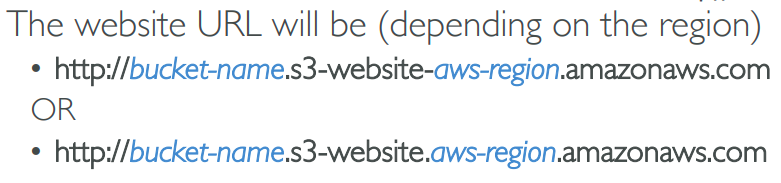 The website URL will be (depending on the region)
• http://bucket-name.s3-website-aws-region.amazonaws.com
OR
• http://bucket-name.s3-website.aws-region.amazonaws.com